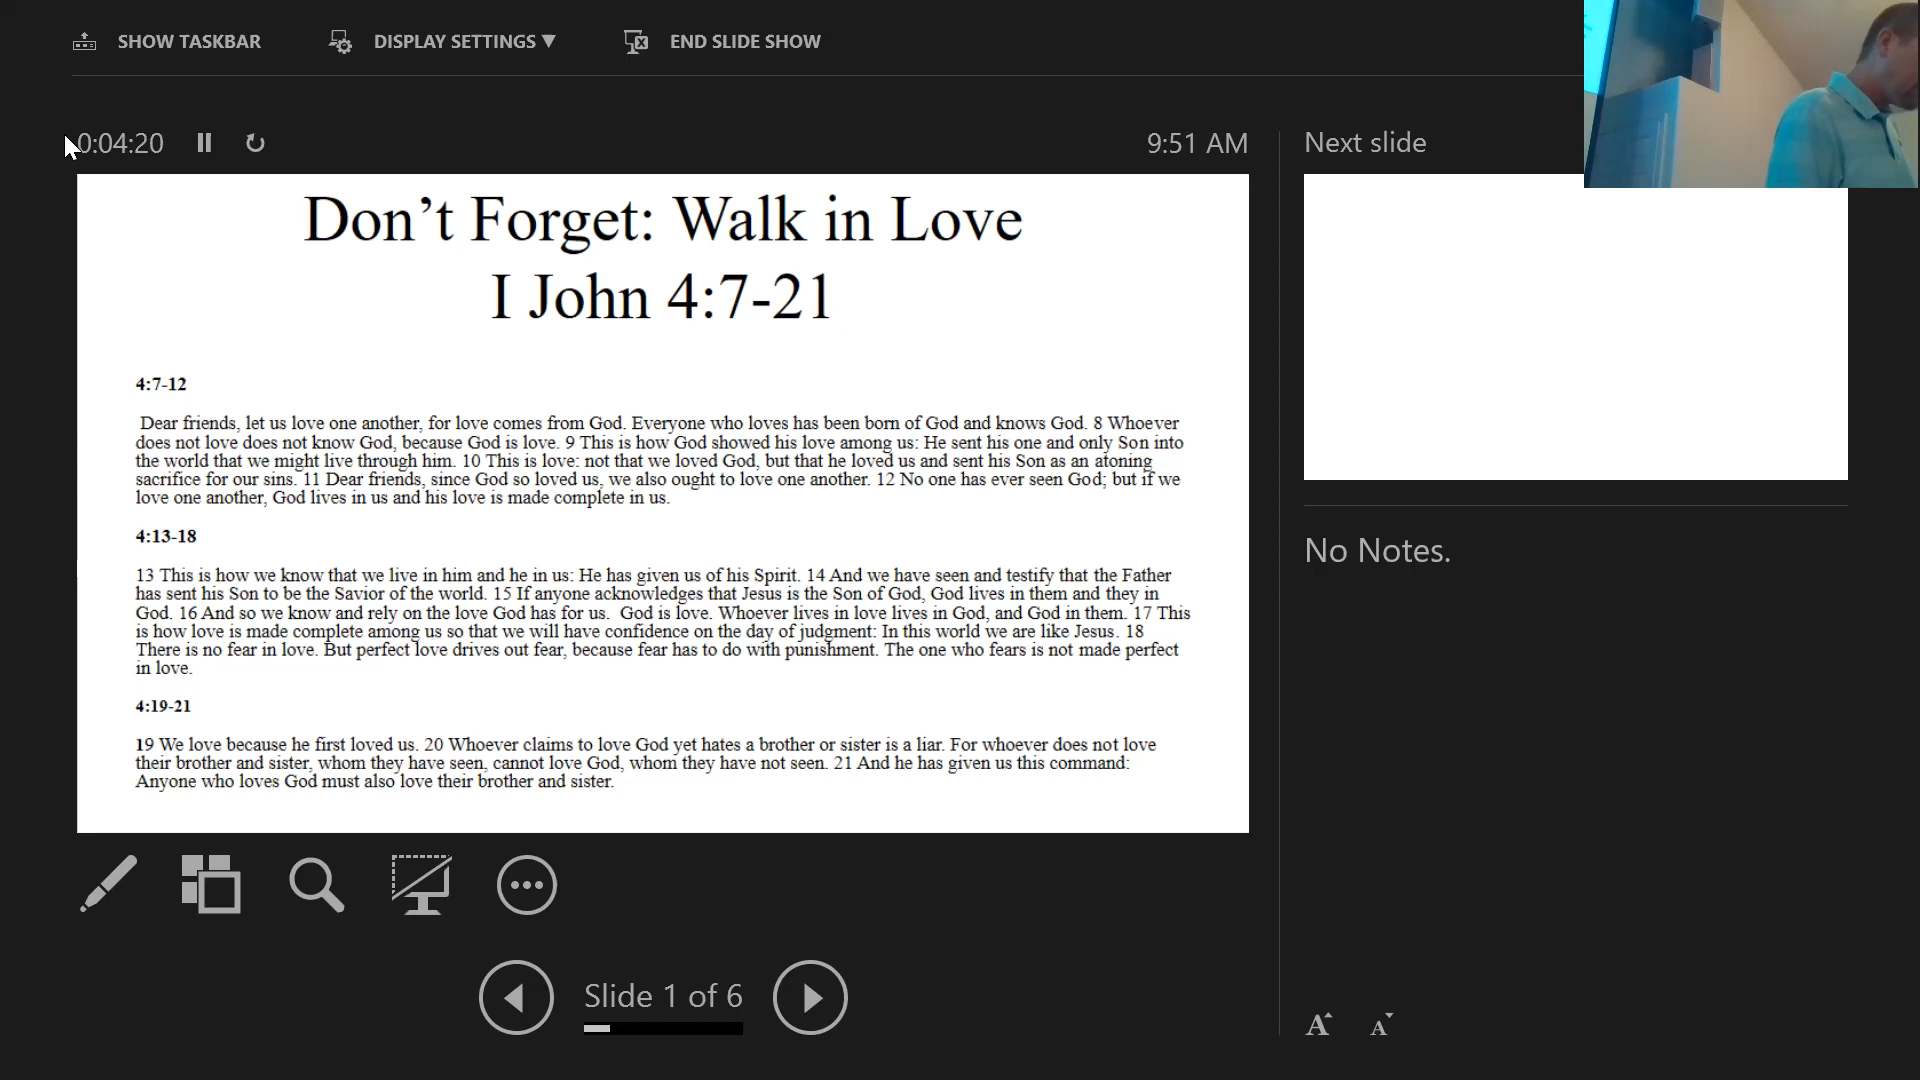 SHOW TASKBAR
DISPLAY SETTINGS ▼
END SLIDE SHOW
0:04:20
9:51 AM
Next slide
Don’t Forget: Walk in Love
I John 4:7-21
4:7-12
Dear friends, let us love one another, for love comes from God. Everyone who loves has been born of God and knows God. 8 Whoever
does not love does not know God, because God is love. 9 This is how God showed his love among us: He sent his one and only Son into
the world that we might live through him. 10 This is love: not that we loved God, but that he loved us and sent his Son as an atoning
sacrifice for our sins. 11 Dear friends, since God so loved us, we also ought to love one another. 12 No one has ever seen God; but if we
love one another, God lives in us and his love is made complete in us.
4:13-18
13 This is how we know that we live in him and he in us: He has given us of his Spirit. 14 And we have seen and testify that the Father
has sent his Son to be the Savior of the world. 15 If anyone acknowledges that Jesus is the Son of God, God lives in them and they in
God. 16 And so we know and rely on the love God has for us.  God is love. Whoever lives in love lives in God, and God in them. 17 This
is how love is made complete among us so that we will have confidence on the day of judgment: In this world we are like Jesus. 18
There is no fear in love. But perfect love drives out fear, because fear has to do with punishment. The one who fears is not made perfect
in love.
4:19-21
19 We love because he first loved us. 20 Whoever claims to love God yet hates a brother or sister is a liar. For whoever does not love
their brother and sister, whom they have seen, cannot love God, whom they have not seen. 21 And he has given us this command:
Anyone who loves God must also love their brother and sister.
No Notes.
Slide 1 of 6
A A